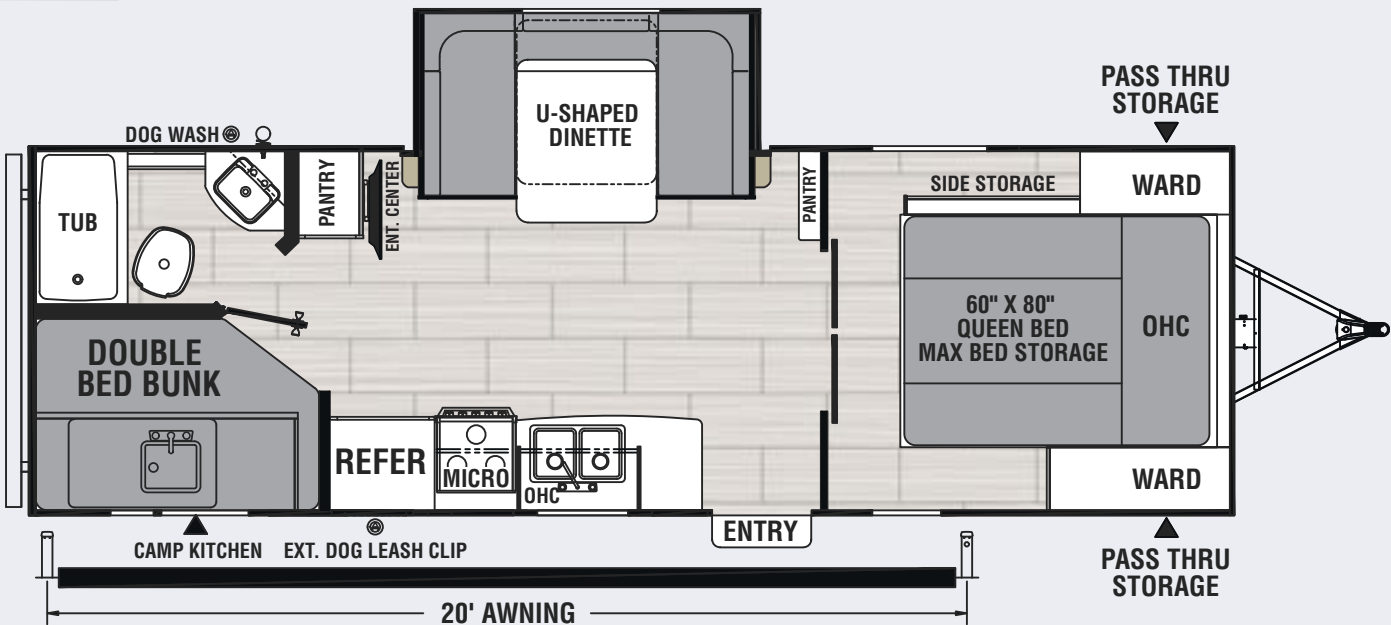 PASS THRU
STORAGE
DOG WASH
U-SHAPED
DINETTE
TUB
PANTRY
ENT. CENTER
PANTRY
SIDE STORAGE
WARD
60" X 80"
QUEEN BED
MAX BED STORAGE
OHC
DOUBLE
BED BUNK
REFER
MICRO
OHC
WARD
ENTRY
CAMP KITCHEN
EXT. DOG LEASH CLIP
PASS THRU
STORAGE
20' AWNING